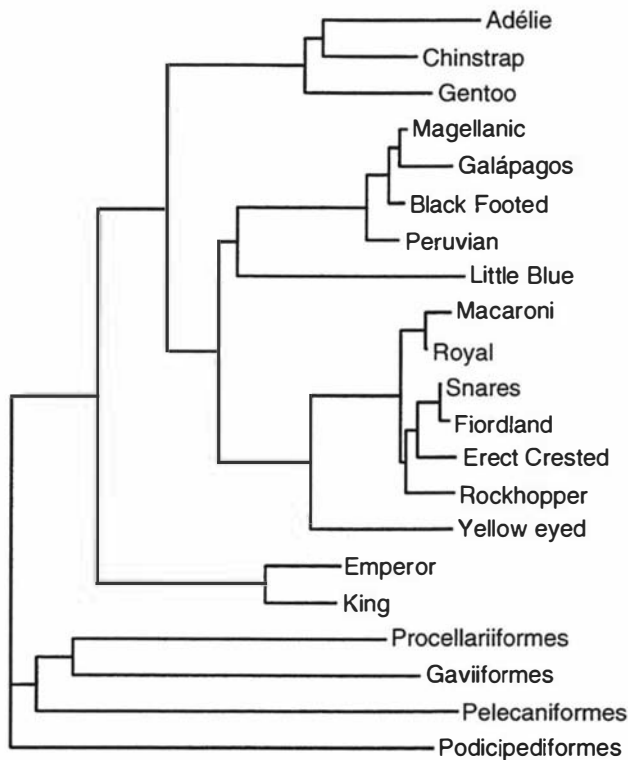 Adélie
Chinstrap
Gentoo
Magellanic
Galápagos
Black Footed
Peruvian
Little Blue
Macaroni
Royal
Snares
Fiordland
Erect Crested
Rockhopper
Yellow eyed
Emperor
King
Procellariiformes
Gaviiformes
Pelecaniformes
Podicipediformes